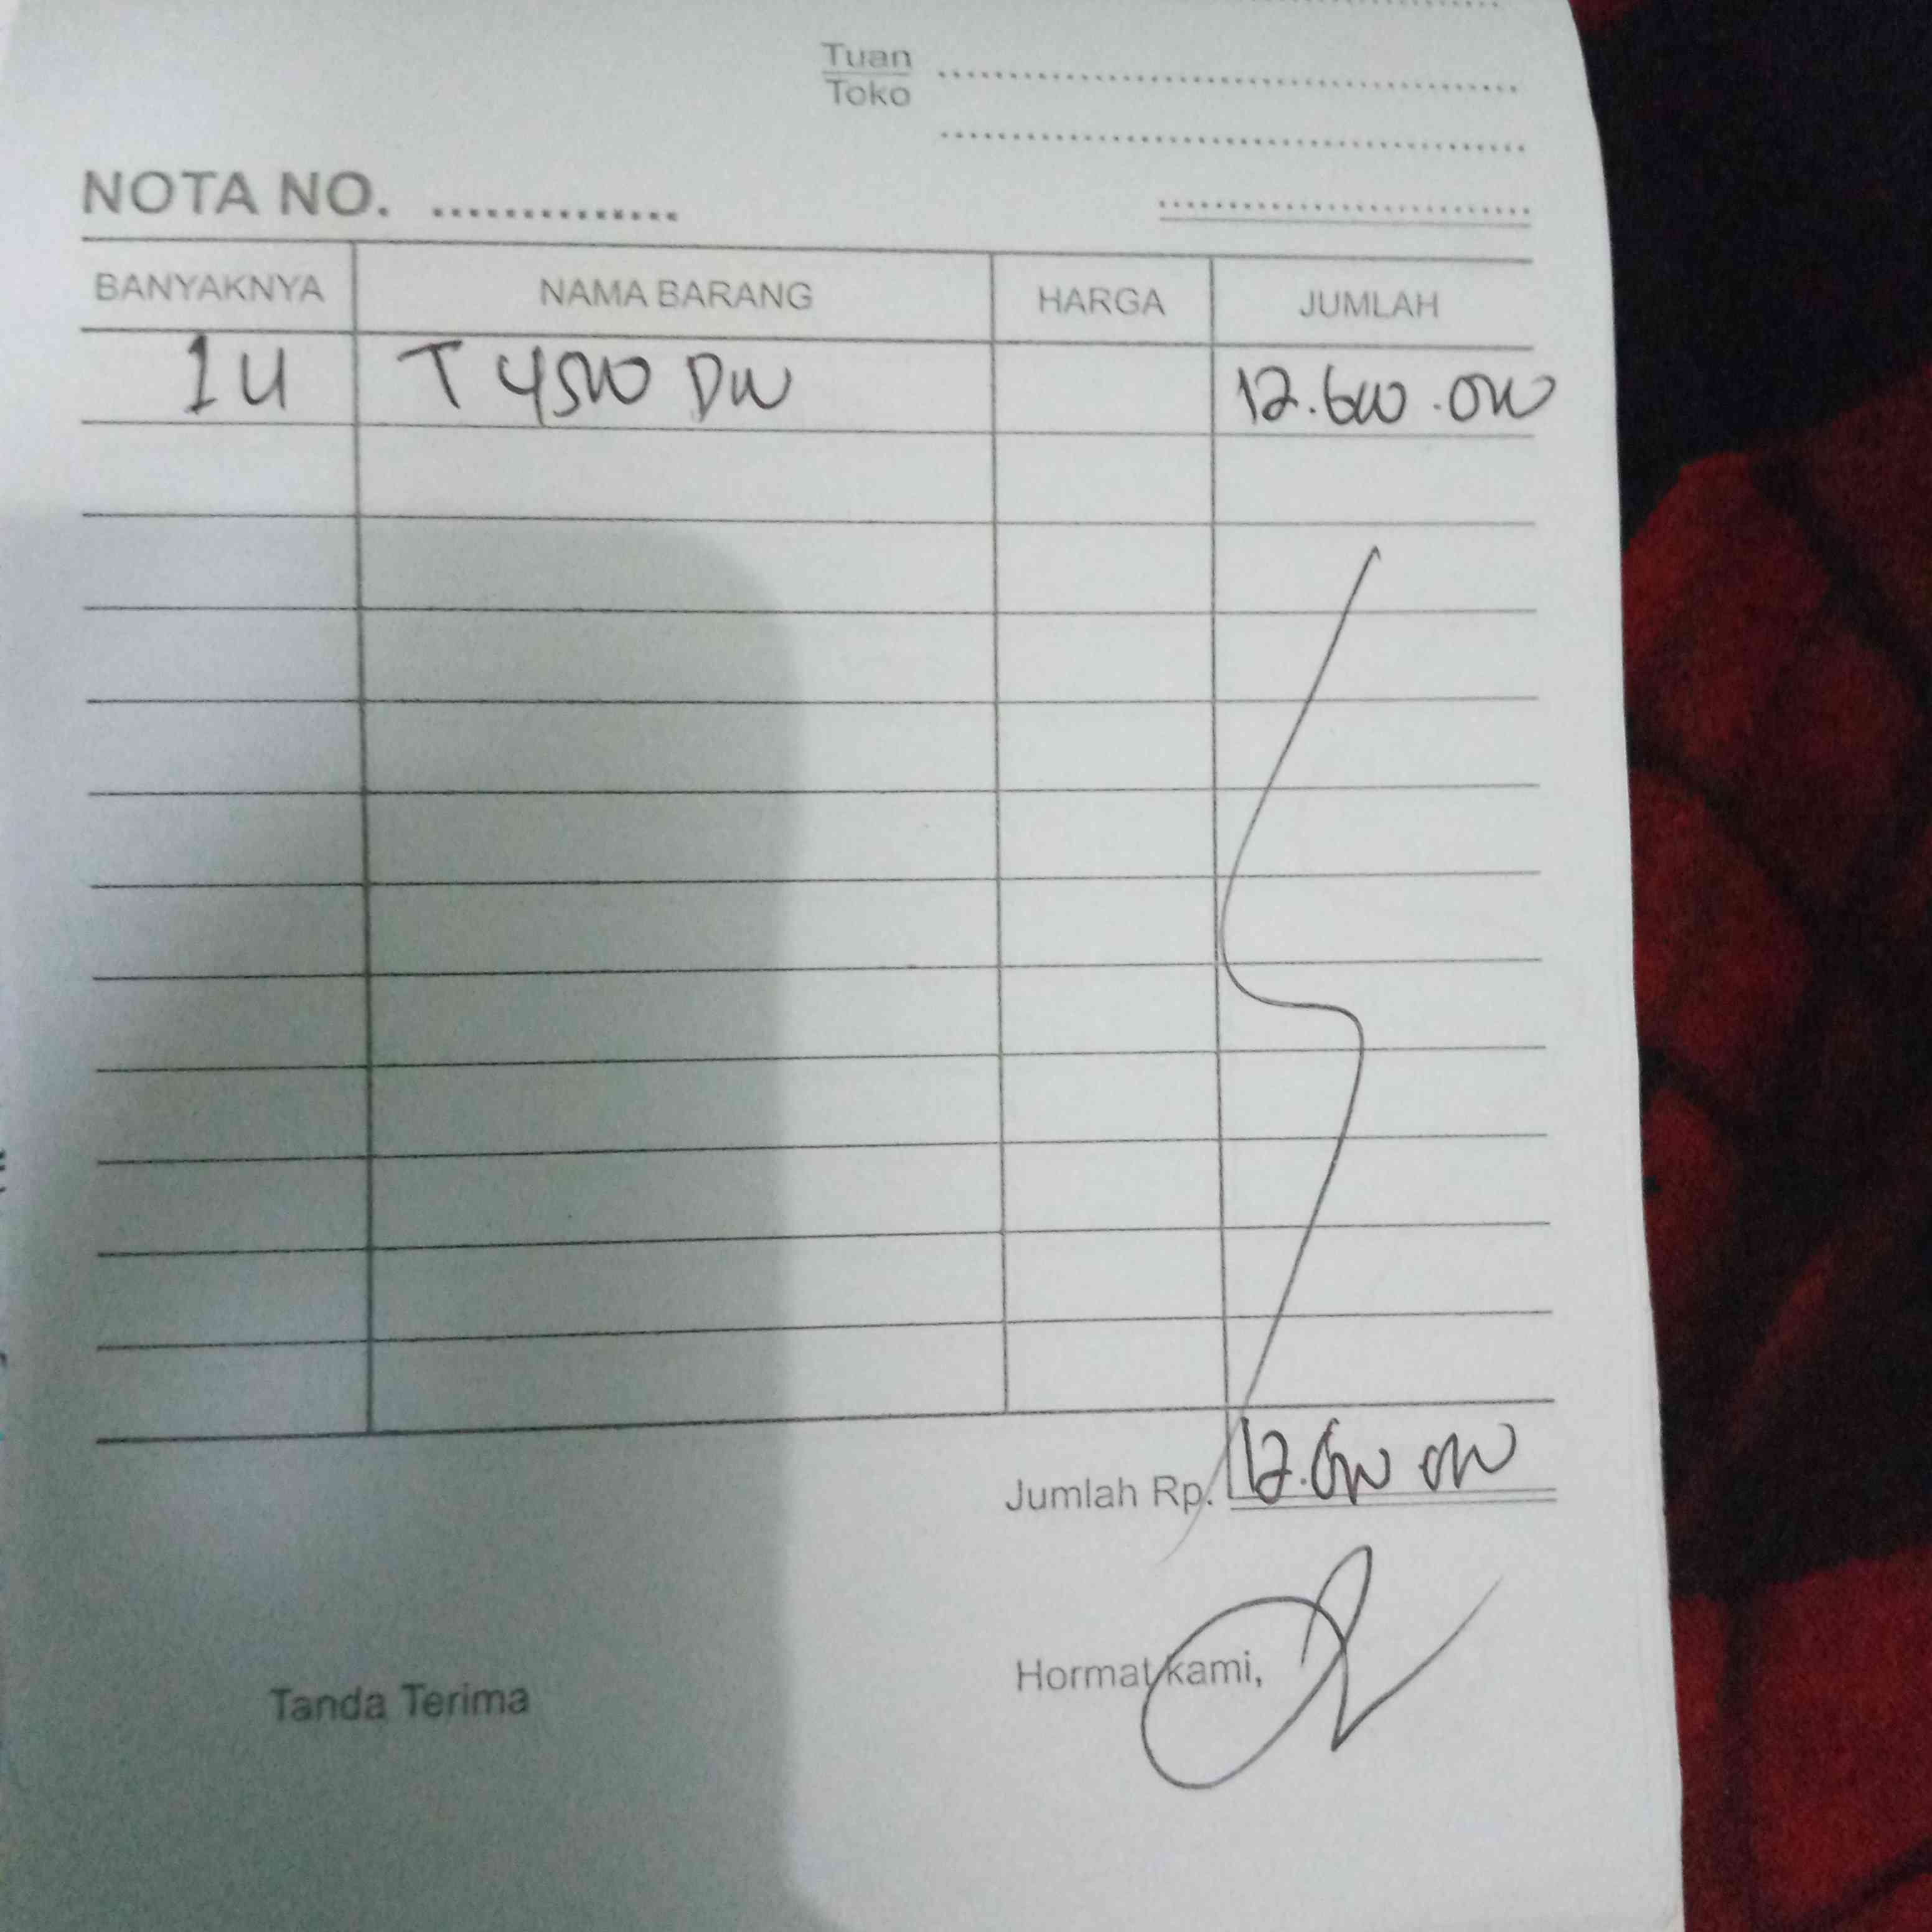 Tuan
Toko
NOTA NO. ..............
BANYAKNYA NAMA BARANG HARGA JUMLAH
1 U T 4500 DW 12.600.000
Jumlah Rp. 12.600 000
Tanda Terima Hormat kami,